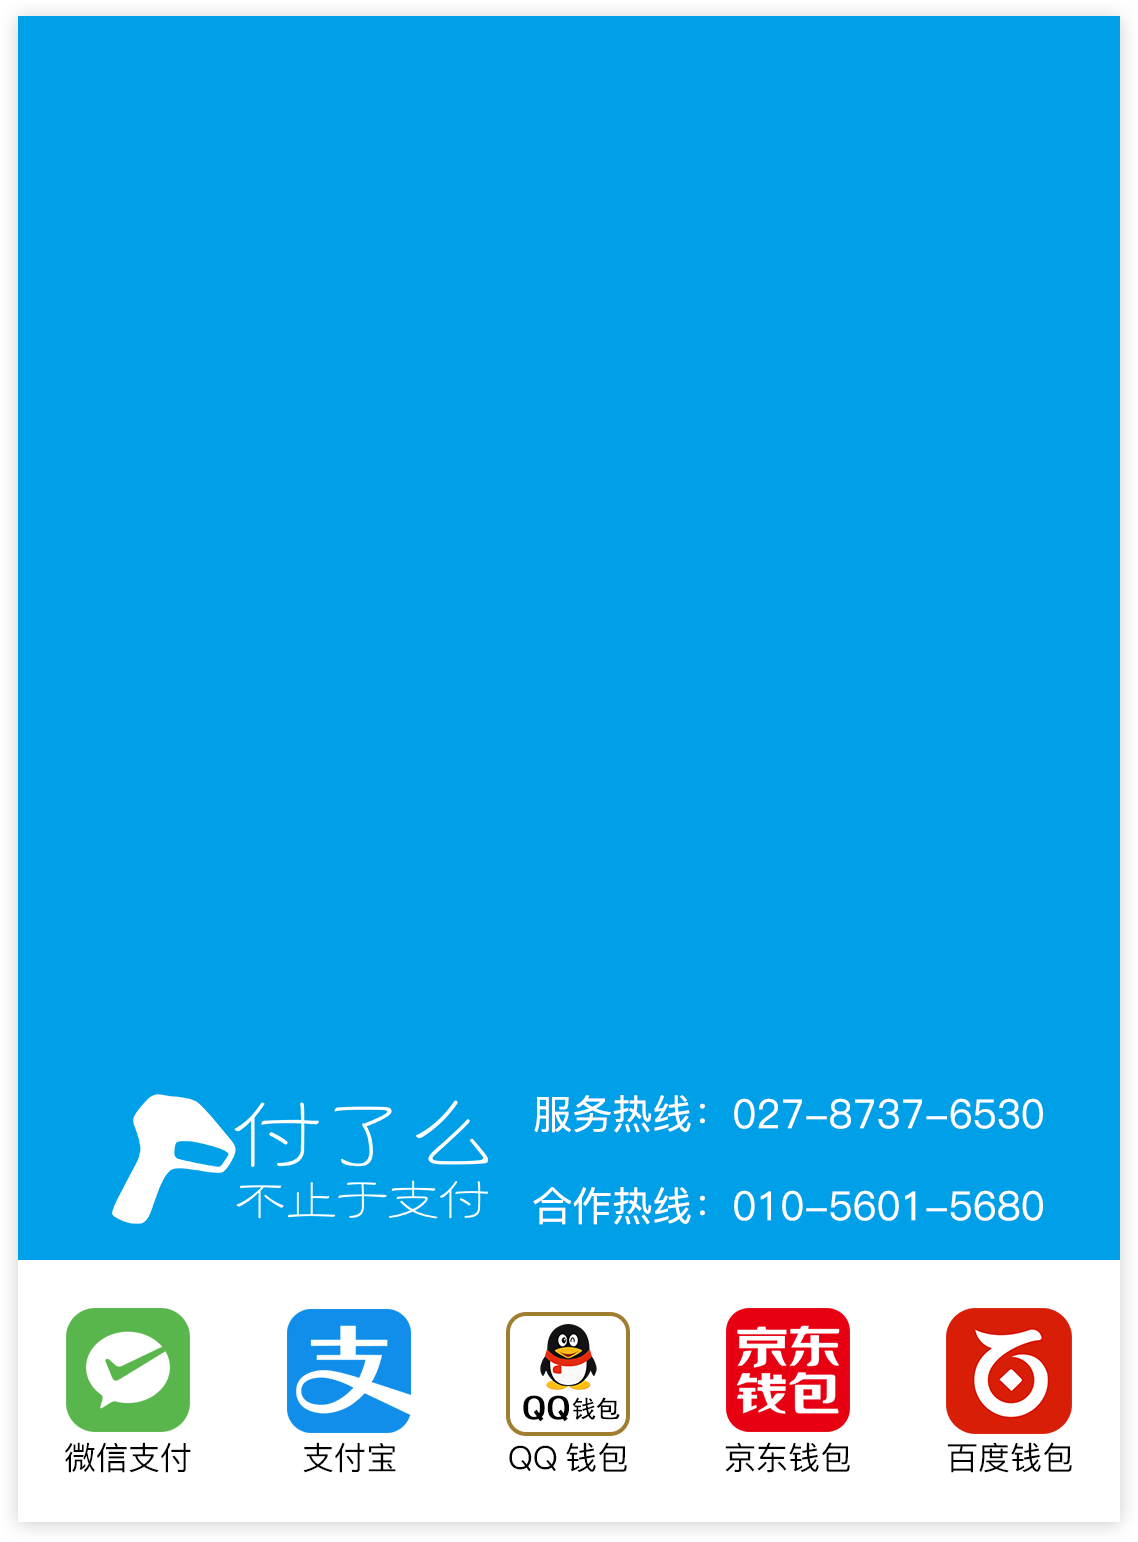 付了么
不止于支付
服务热线：027-8737-6530
合作热线：010-5601-5680
支
QQ钱包
京东
钱包
百
微信支付
支付宝
QQ 钱包
京东钱包
百度钱包